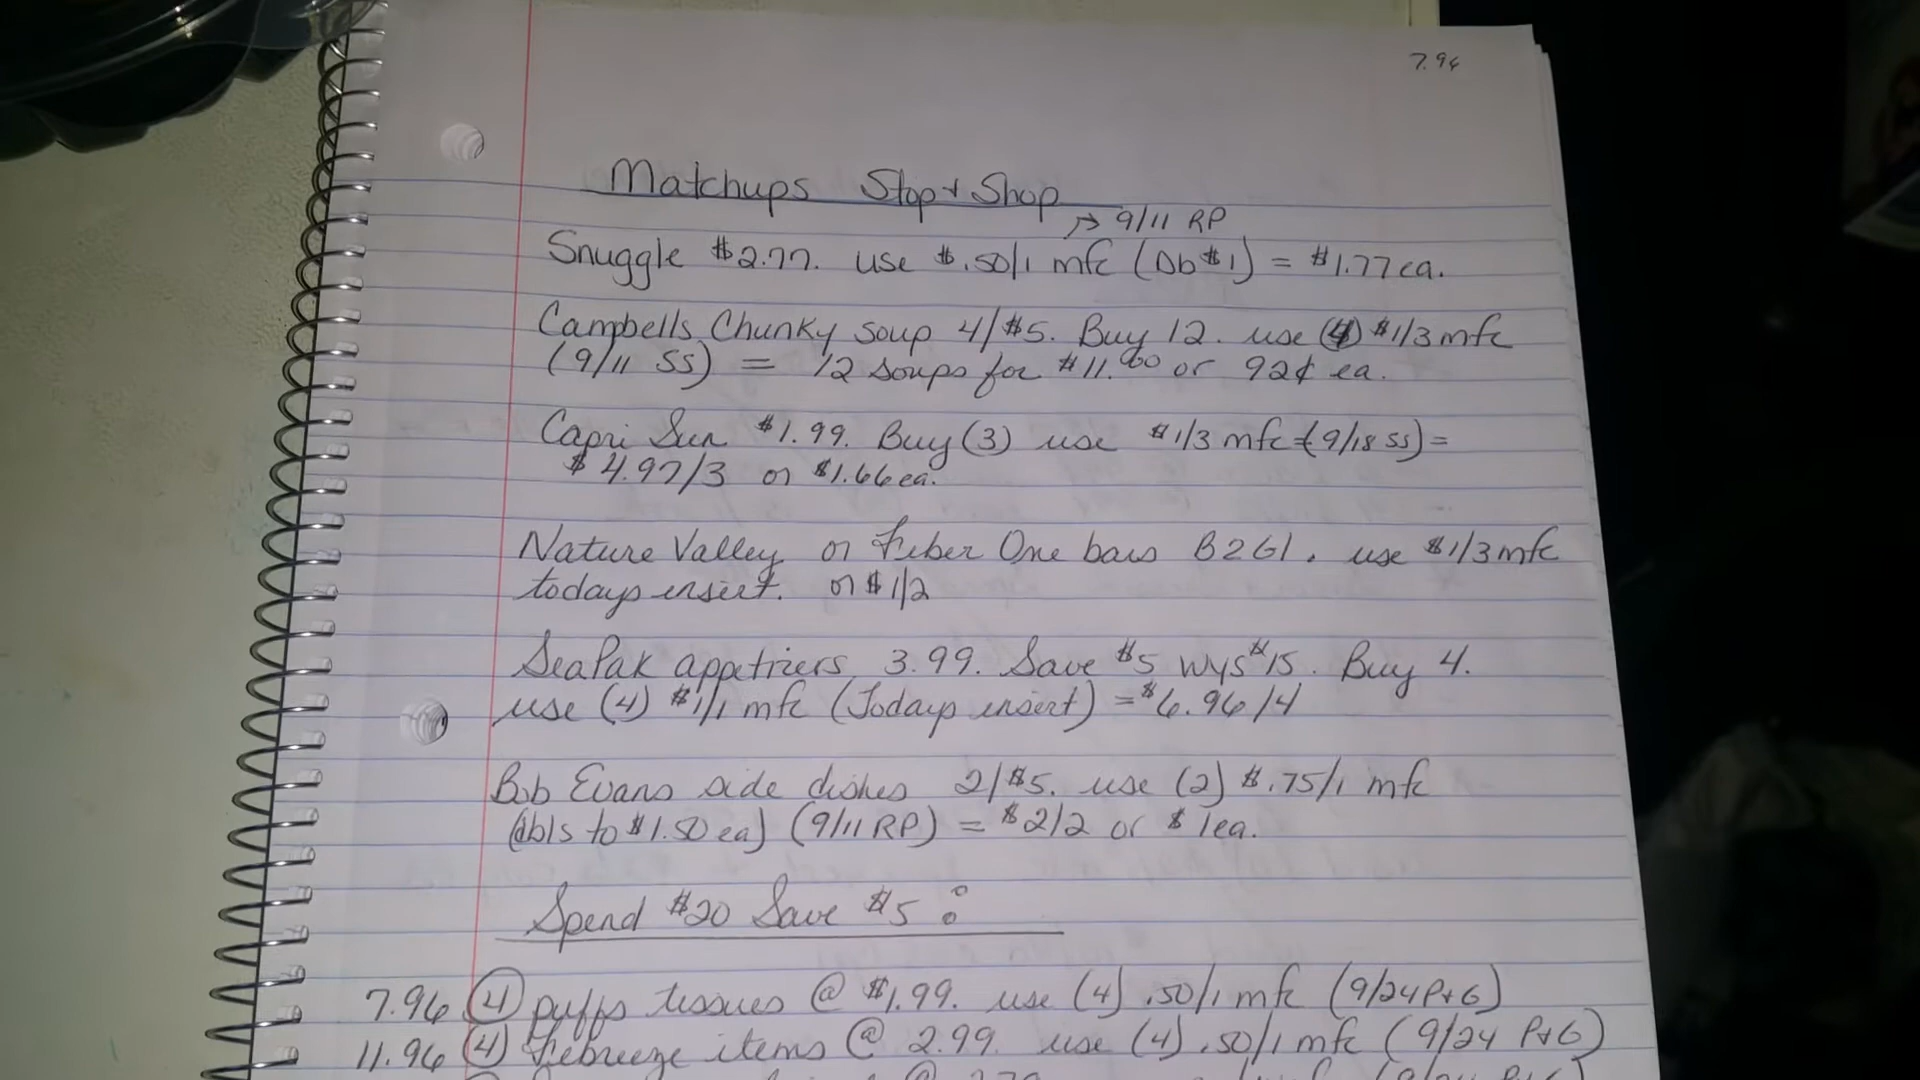 7.96
Matchups Stop + Shop
→ 9/11 RP
Snuggle $2.77. use $.50/1 mfc (Db $1) = $1.77 ea.
Campbells Chunky soup 4/$5. Buy 12. use (4) $1/3 mfc
(9/11 SS) = 12 soups for $11.00 or 92¢ ea.
Capri Sun $1.99. Buy (3) use $1/3 mfc (9/18 SS) =
$4.97/3 or $1.66 ea.
Nature Valley or Fiber One bars B2G1. use $1/3 mfc
todays insert. or $1/2
SeaPak appetizers 3.99. Save $5 wys $15. Buy 4.
use (4) $1/1 mfc (Todays insert) = $6.96/4
Bob Evans side dishes 2/$5. use (2) $.75/1 mfc
(dbls to $1.50 ea) (9/11 RP) = $2/2 or $1 ea.
Spend $20 Save $5 :
7.96 (4) puffs tissues @ $1.99. use (4) .50/1 mfc (9/24 P+G)
11.96 (4) Febreeze items @ 2.99. use (4) .50/1 mfc (9/24 P+G)